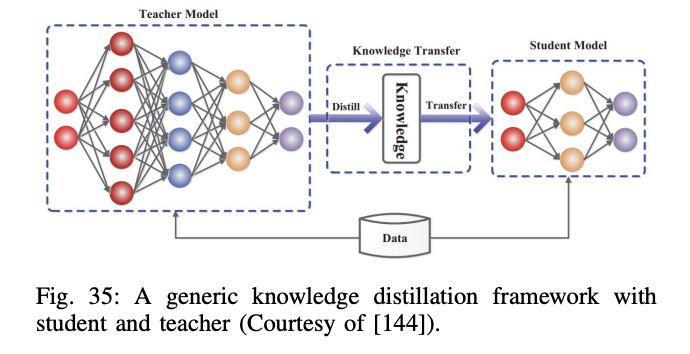 Teacher Model
Knowledge Transfer
Student Model
Distill
Knowledge
Transfer
Data
Fig. 35: A generic knowledge distillation framework with
student and teacher (Courtesy of [144]).